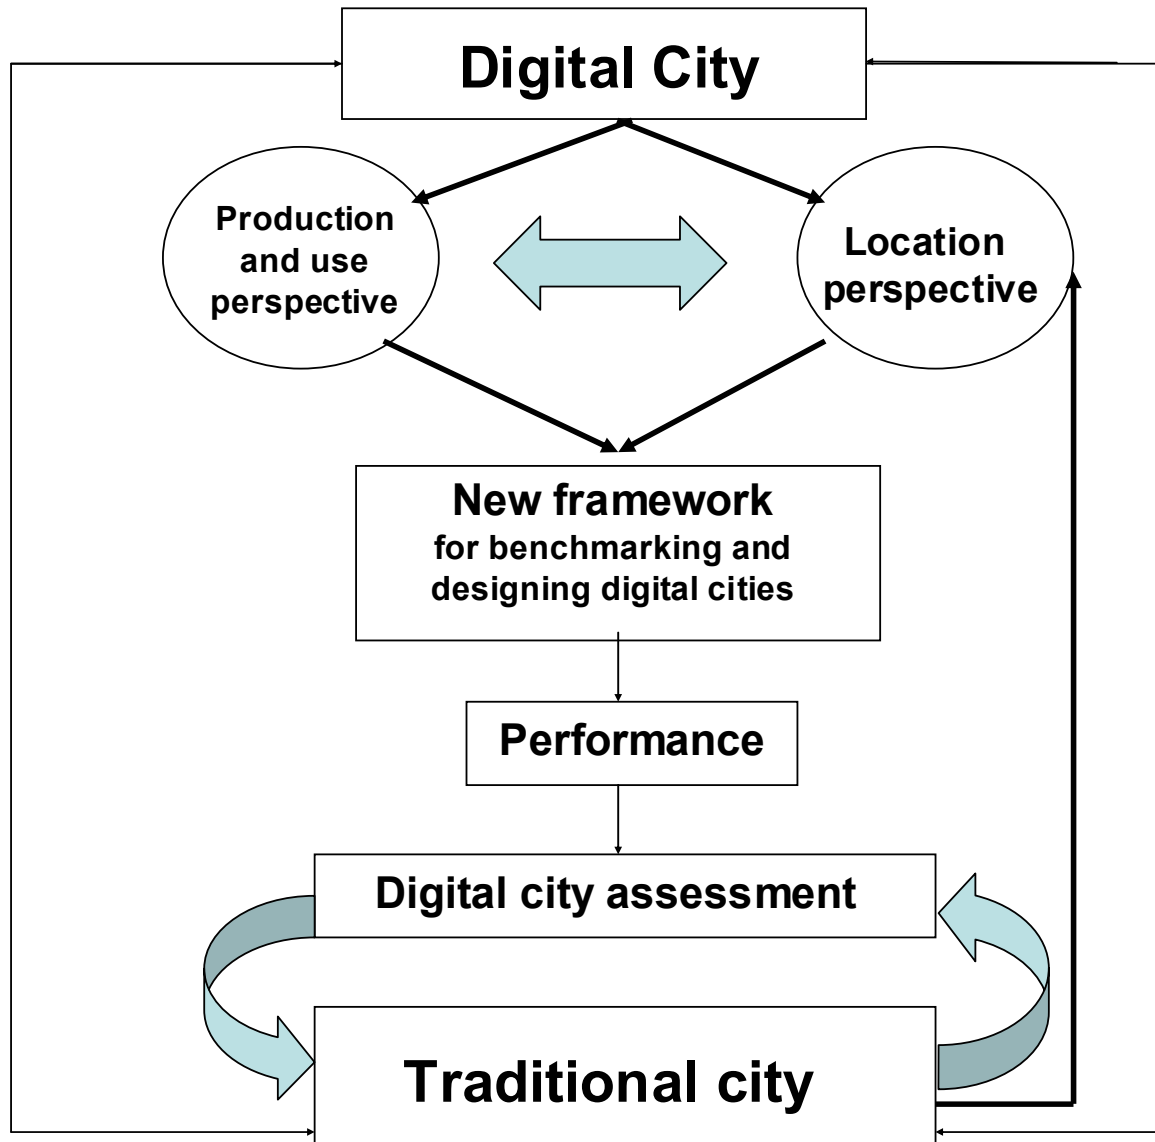 Digital City
Production
and use
perspective
Location
perspective
New framework
for benchmarking and
designing digital cities
Performance
Digital city assessment
Traditional city